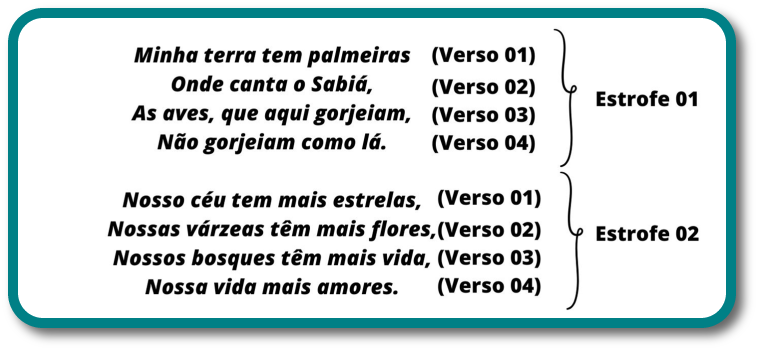 Minha terra tem palmeiras (Verso 01)
Onde canta o Sabiá, (Verso 02)
As aves, que aqui gorjeiam, (Verso 03)
Não gorjeiam como lá. (Verso 04)
Estrofe 01
Nosso céu tem mais estrelas, (Verso 01)
Nossas várzeas têm mais flores, (Verso 02)
Nossos bosques têm mais vida, (Verso 03)
Nossa vida mais amores. (Verso 04)
Estrofe 02